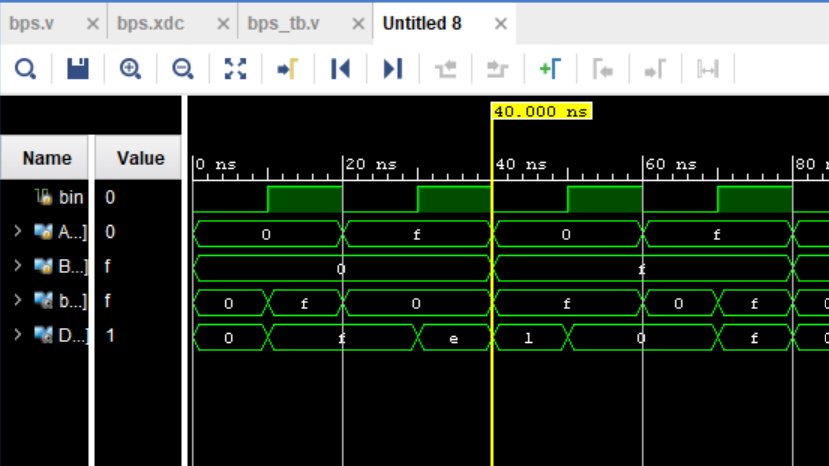 bps.v × bps.xdc × bps_tb.v × Untitled 8 ×
40.000 ns
Name Value 0 ns 20 ns 40 ns 60 ns 80
bin 0
A...] 0 0 f 0 f
B...] f 0 f
b...] f 0 f 0 f 0 f 0
D...] 1 0 f e 1 0 f 0